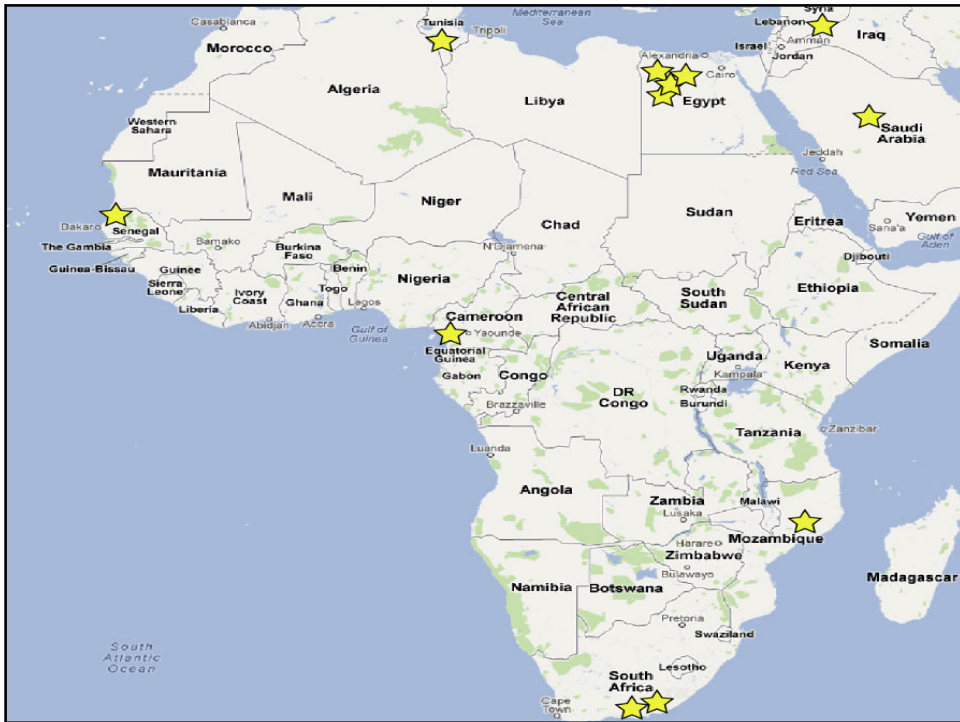 Casablanca
Morocco
Tunisia
Tripoli
Mediterranean
Sea
Syria
Lebanon
Iraq
Israel
Amman
Jordan
Alexandria
Cairo
Algeria
Libya
Egypt
Western
Sahara
Saudi
Arabia
Jeddah
Red Sea
Mauritania
Mali
Niger
Chad
Sudan
Eritrea
Yemen
Sana'a
Gulf of
Aden
Dakar
Senegal
The Gambia
Bamako
Burkina
Faso
N'Djamena
Djibouti
Guinea-Bissau
Guinea
Benin
Nigeria
Sierra
Leone
Ivory
Coast
Togo
Ghana
Lagos
Liberia
Abidjan
Accra
Gulf of
Guinea
Central
African
Republic
South
Sudan
Ethiopia
Cameroon
Yaounde
Equatorial
Guinea
Gabon
Congo
Uganda
Kampala
Kenya
Somalia
DR
Congo
Rwanda
Burundi
Brazzaville
Tanzania
Zanzibar
Luanda
Angola
Zambia
Malawi
Lusaka
Mozambique
Harare
Zimbabwe
Bulawayo
Namibia
Botswana
Madagascar
Pretoria
Swaziland
South
Atlantic
Ocean
Lesotho
South
Africa
Cape
Town